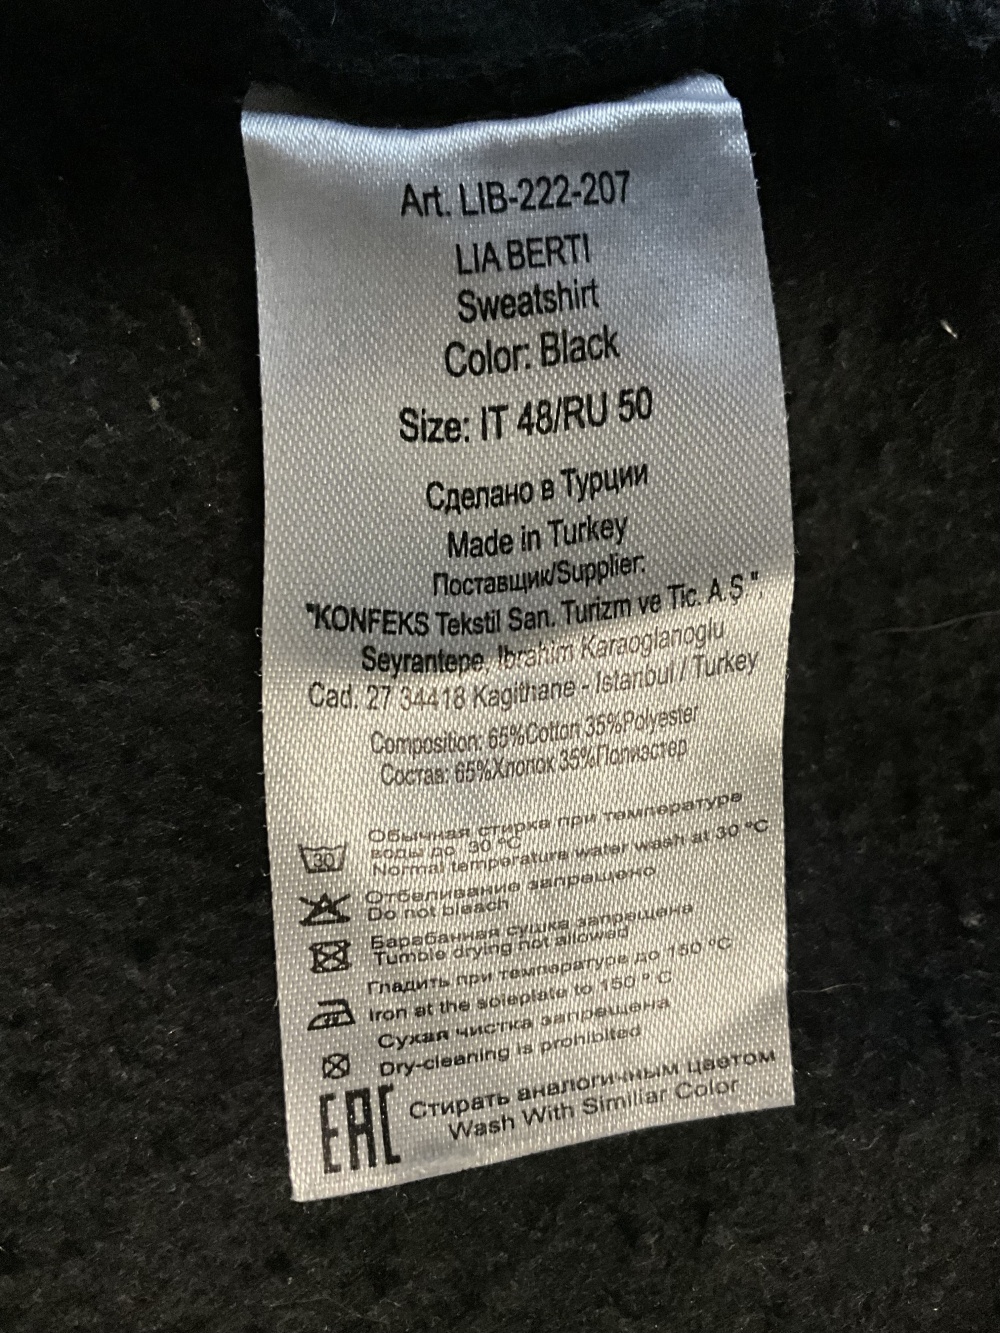 Art. LIB-222-207
LIA BERTI
Sweatshirt
Color: Black
Size: IT 48/RU 50
Сделано в Турции
Made in Turkey
Поставщик/Supplier:
"KONFEKS Tekstil San. Turizm ve Tic. A.Ş.",
Seyrantepe, Ibrahim Karaoglanoglu
Cad. 27 34418 Kagithane - Istanbul / Turkey
Composition: 65%Cotton 35%Polyester
Состав: 65%Хлопок 35%Полиэстер
Обычная стирка при температуре
воды до 30 °C
30
Normal temperature water wash at 30 °C
Отбеливание запрещено
Do not bleach
Барабанная сушка запрещена
Tumble drying not allowed
Гладить при температуре до 150 °C
Iron at the soleplate to 150 ° C
Сухая чистка запрещена
Dry-cleaning is prohibited
EAC
Стирать аналогичным цветом
Wash With Similiar Color